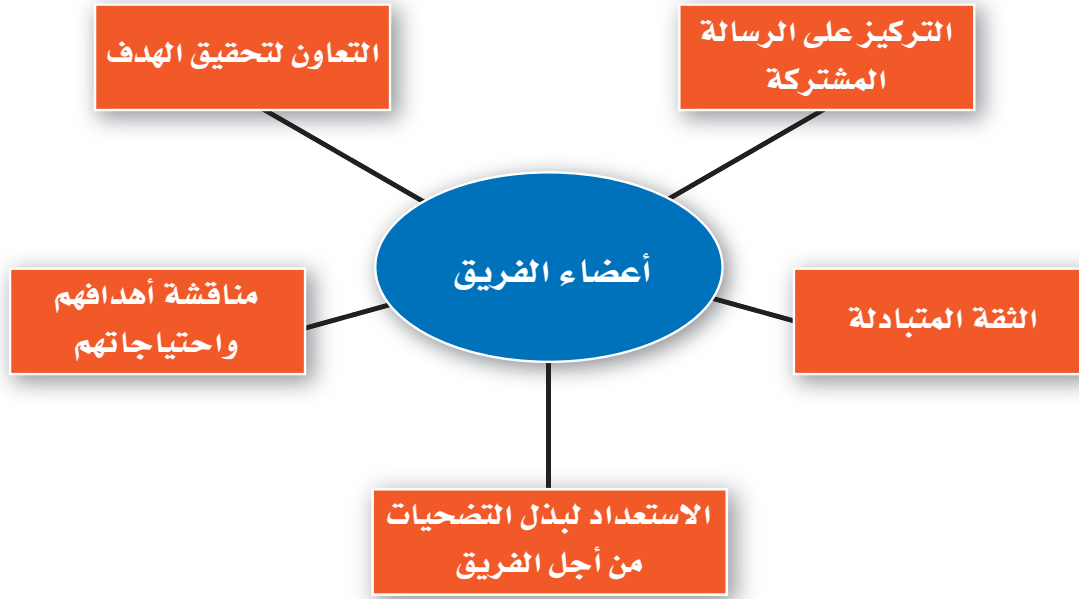 التركيز على الرسالة
المشتركة
التعاون لتحقيق الهدف
أعضاء الفريق
الثقة المتبادلة
مناقشة أهدافهم
واحتياجاتهم
الاستعداد لبذل التضحيات
من أجل الفريق